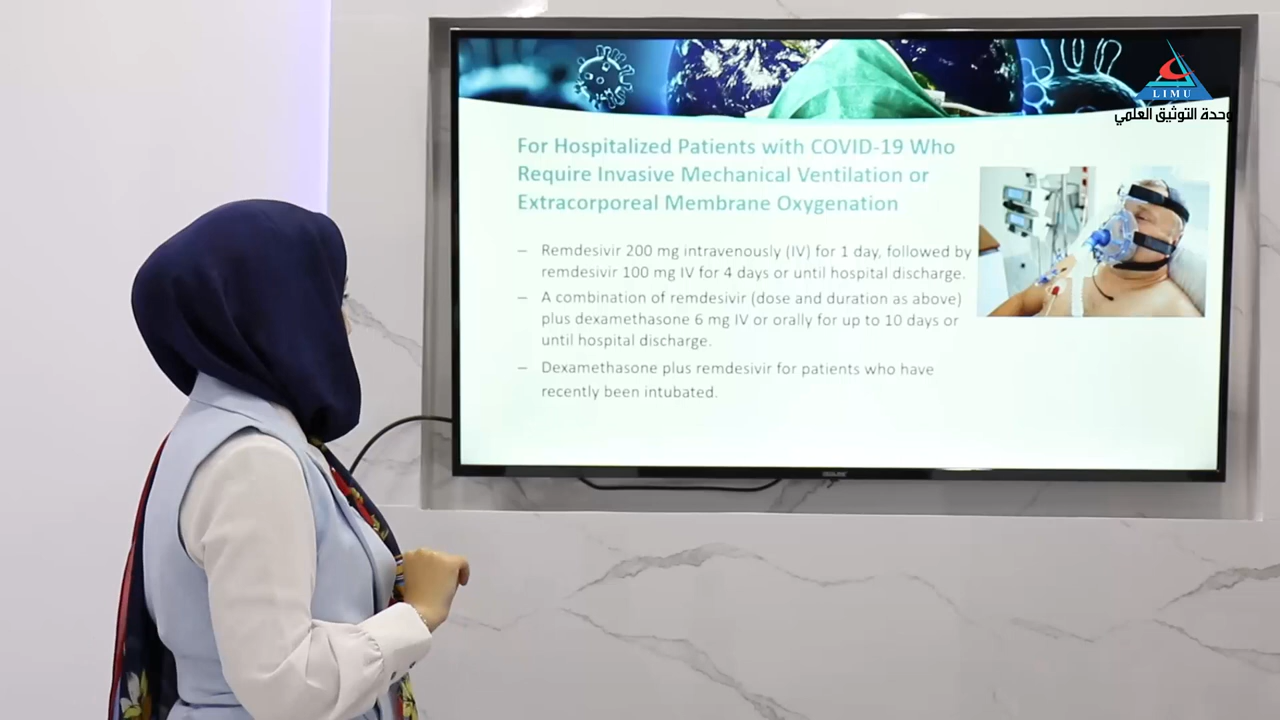 LIMU
وحدة التوثيق العلمي
For Hospitalized Patients with COVID-19 Who
Require Invasive Mechanical Ventilation or
Extracorporeal Membrane Oxygenation
– Remdesivir 200 mg intravenously (IV) for 1 day, followed by
remdesivir 100 mg IV for 4 days or until hospital discharge.
– A combination of remdesivir (dose and duration as above)
plus dexamethasone 6 mg IV or orally for up to 10 days or
until hospital discharge.
– Dexamethasone plus remdesivir for patients who have
recently been intubated.